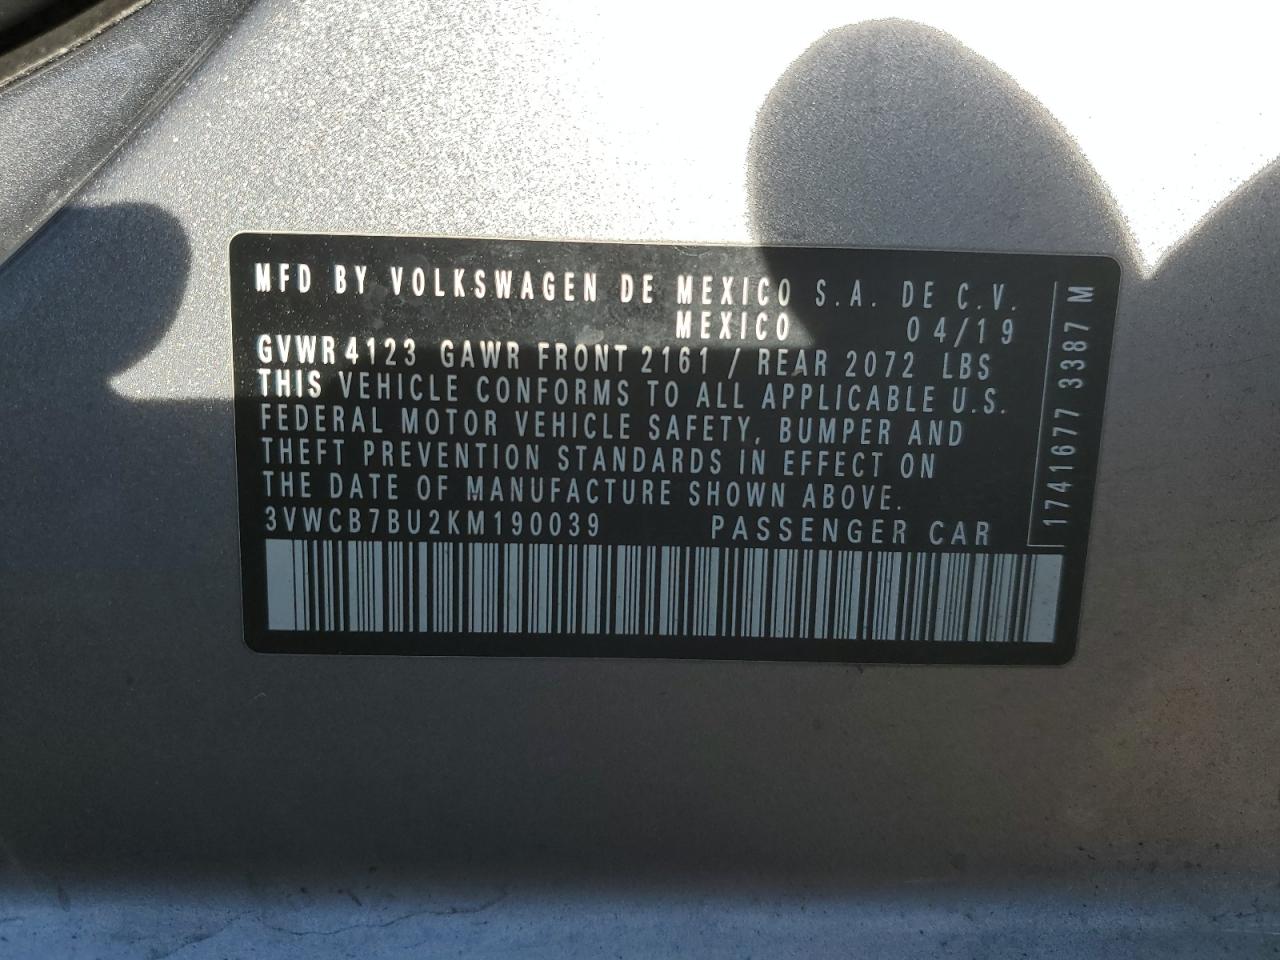 MFD BY VOLKSWAGEN DE MEXICO S.A. DE C.V.
MEXICO 04/19
GVWR 4123 GAWR FRONT 2161 / REAR 2072 LBS
THIS VEHICLE CONFORMS TO ALL APPLICABLE U.S.
FEDERAL MOTOR VEHICLE SAFETY, BUMPER AND
THEFT PREVENTION STANDARDS IN EFFECT ON
THE DATE OF MANUFACTURE SHOWN ABOVE.
3VWCB7BU2KM190039 PASSENGER CAR
1741677 3387 M